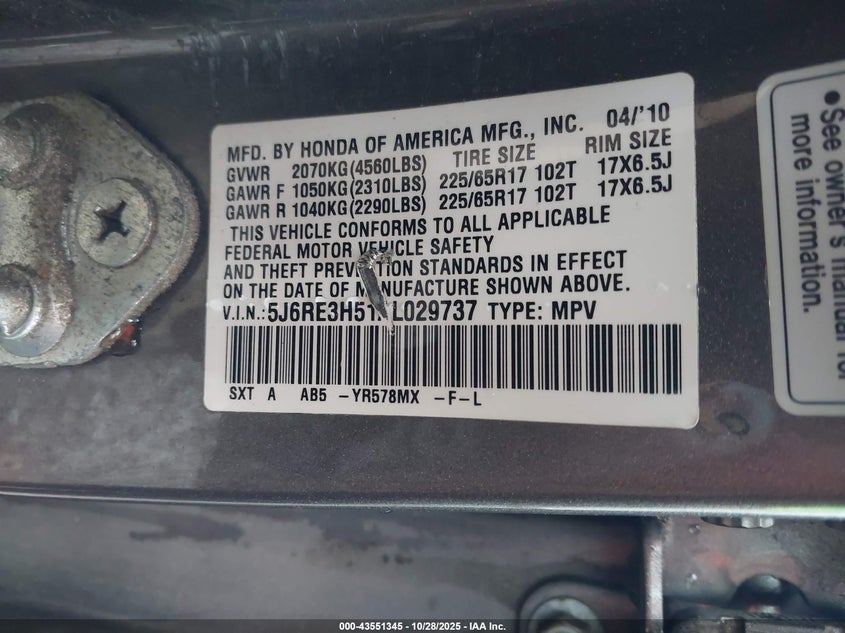 MFD. BY HONDA OF AMERICA MFG., INC. 04/'10
GVWR 2070KG(4560LBS) TIRE SIZE RIM SIZE
GAWR F 1050KG(2310LBS) 225/65R17 102T 17X6.5J
GAWR R 1040KG(2290LBS) 225/65R17 102T 17X6.5J
THIS VEHICLE CONFORMS TO ALL APPLICABLE
FEDERAL MOTOR VEHICLE SAFETY
AND THEFT PREVENTION STANDARDS IN EFFECT
ON THE DATE OF MANUFACTURE SHOWN ABOVE.
V.I.N.: TYPE: MPV
SXT A AB5 -YR578MX -F-L
•See owner's manual for
more information.
000-43551345 - 10/28/2025 - IAA Inc.